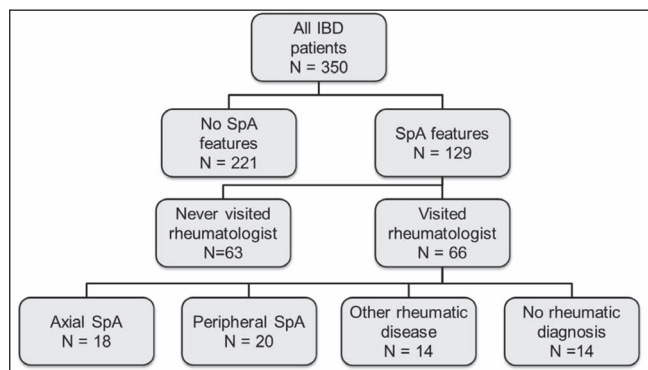 All IBD
patients
N = 350
No SpA
features
N = 221
SpA features
N = 129
Never visited
rheumatologist
N=63
Visited
rheumatologist
N = 66
Axial SpA
N = 18
Peripheral SpA
N = 20
Other rheumatic
disease
N = 14
No rheumatic
diagnosis
N =14